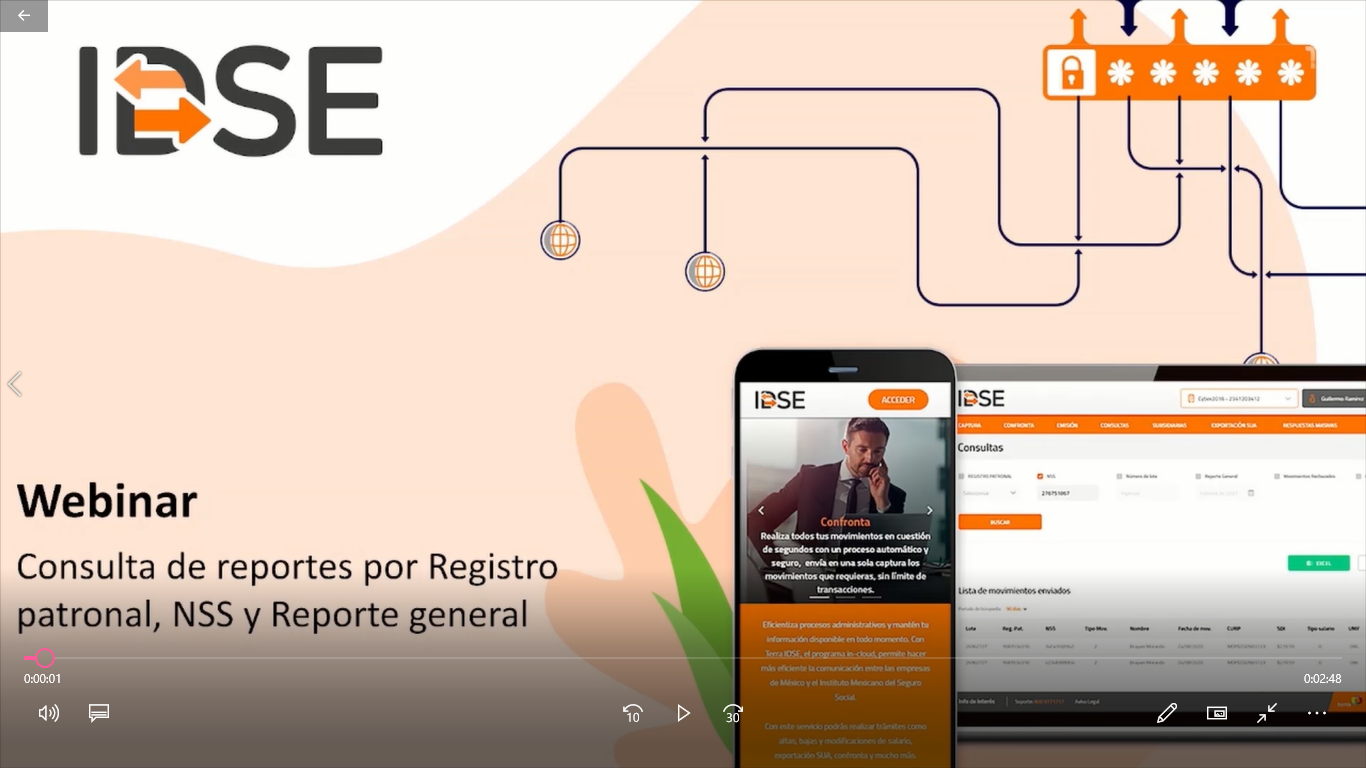 IDSE
Webinar
Consulta de reportes por Registro
patronal, NSS y Reporte general
IDSE
ACCEDER
Confronta
Realiza todos tus movimientos en cuestión
de segundos con un proceso automático y
seguro, envía en una sola captura los
movimientos que requieras, sin límite de
transacciones.
Eficientiza procesos administrativos y mantén tu
información disponible en todo momento. Con
Terra IDSE, el programa in-cloud, permite hacer
más eficiente la comunicación entre las empresas
de México y el Instituto Mexicano del Seguro
Social.
Con este servicio podrás realizar trámites como
altas, bajas y modificaciones de salario,
exportación SUA, confronta y mucho más.
IDSE
Guillermo Ramírez
CAPTURA CONFRONTA EMISIÓN CONSULTAS SUBSIDIARIAS EXPORTACIÓN SUA RESPUESTAS MASIVAS
Consultas
REGISTRO PATRONAL NSS Número de lote Reporte General Movimientos Rechazados
Seleccionar
BUSCAR
EXCEL
Lista de movimientos enviados
Periodo de búsqueda:
Lote Reg. Pat. NSS Tipo Mov. Nombre Fecha de mov. CURP SDI Tipo salario UMF
Info de Interés Soporte: Aviso Legal
0:00:01
0:02:48
10
30